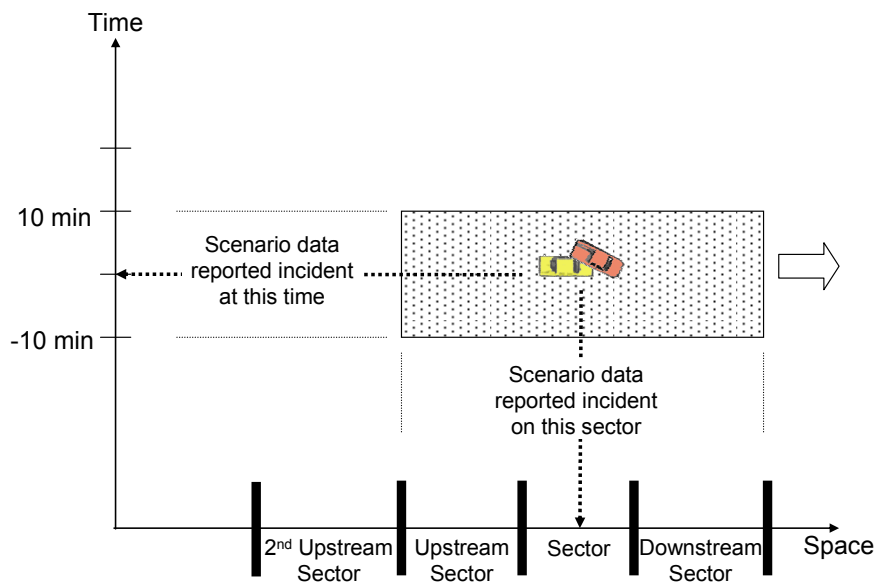 Time
10 min
Scenario data
reported incident
at this time
-10 min
Scenario data
reported incident
on this sector
2nd Upstream
Sector
Upstream
Sector
Sector
Downstream
Sector
Space